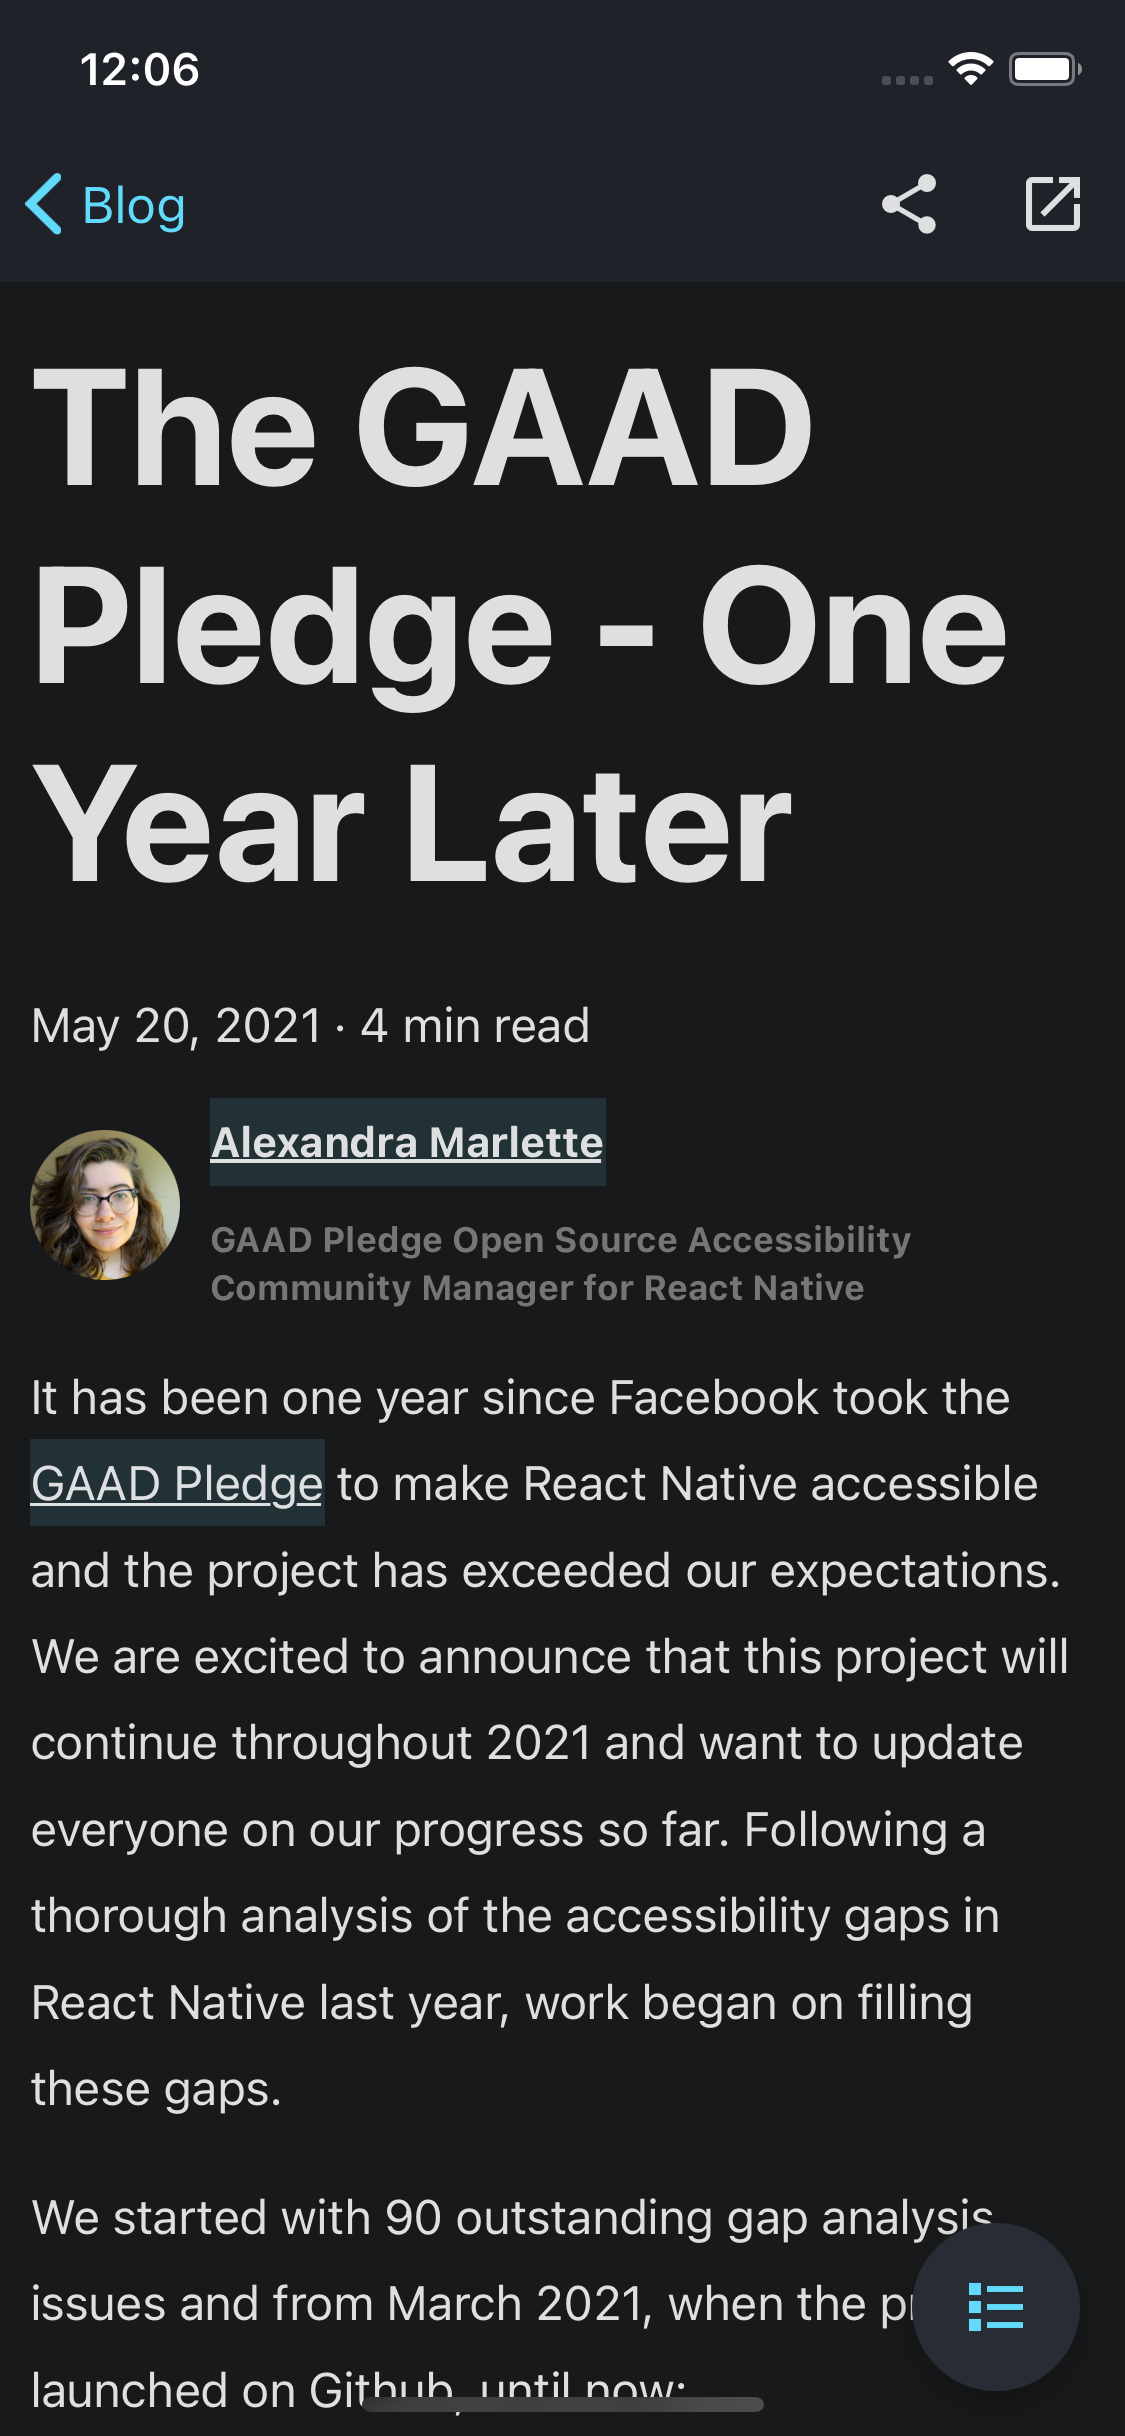 12:06
Blog
The GAAD
Pledge - One
Year Later
May 20, 2021 · 4 min read
Alexandra Marlette
GAAD Pledge Open Source Accessibility
Community Manager for React Native
It has been one year since Facebook took the
GAAD Pledge to make React Native accessible
and the project has exceeded our expectations.
We are excited to announce that this project will
continue throughout 2021 and want to update
everyone on our progress so far. Following a
thorough analysis of the accessibility gaps in
React Native last year, work began on filling
these gaps.
We started with 90 outstanding gap analysis
issues and from March 2021, when the
launched on Github, until now: